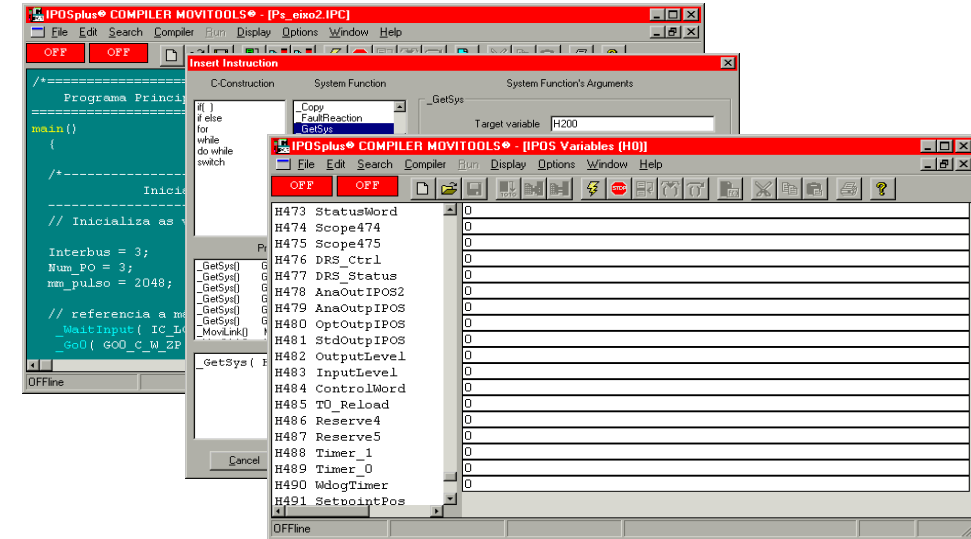 IPOSplus® COMPILER MOVITOOLS® - [Ps_eixo2.IPC]
File Edit Search Compiler Run Display Options Window Help
OFF OFF
/*====================
Programa Princip
main()
{
/*--------------------
Inicia
// Inicializa as v
Interbus = 3;
Num_PO = 3;
mm_pulso = 2048;
// referencia a má
_WaitInput( IC_LO
_Go0( GO0_C_W_ZP
OFFline
Insert Instruction
C-Construction System Function System Function's Arguments
if( )
if else
for
while
do while
switch
_Copy
_FaultReaction
_GetSys
_GetSys
Target variable H200
_GetSys() G
_GetSys() G
_GetSys() G
_GetSys() G
_GetSys() G
_GetSys() G
_MoviLink()
_GetSys( H
Cancel
IPOSplus® COMPILER MOVITOOLS® - [IPOS Variables (H0)]
File Edit Search Compiler Run Display Options Window Help
OFF OFF STOP
H473 StatusWord 0
H474 Scope474 0
H475 Scope475 0
H476 DRS_Ctrl 0
H477 DRS_Status 0
H478 AnaOutIPOS2 0
H479 AnaOutpIPOS 0
H480 OptOutpIPOS 0
H481 StdOutpIPOS 0
H482 OutputLevel 0
H483 InputLevel 0
H484 ControlWord 0
H485 T0_Reload 0
H486 Reserve4 0
H487 Reserve5 0
H488 Timer_1 0
H489 Timer_0 0
H490 WdogTimer 0
H491 SetpointPos
OFFline